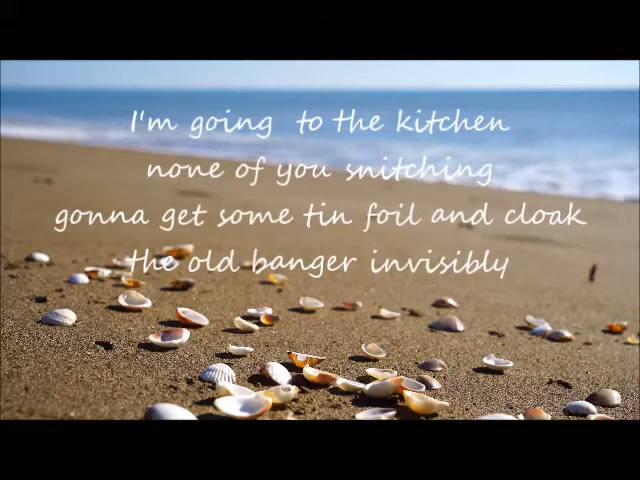 I'm going to the kitchen
none of you snitching
gonna get some tin foil and cloak
the old banger invisibly